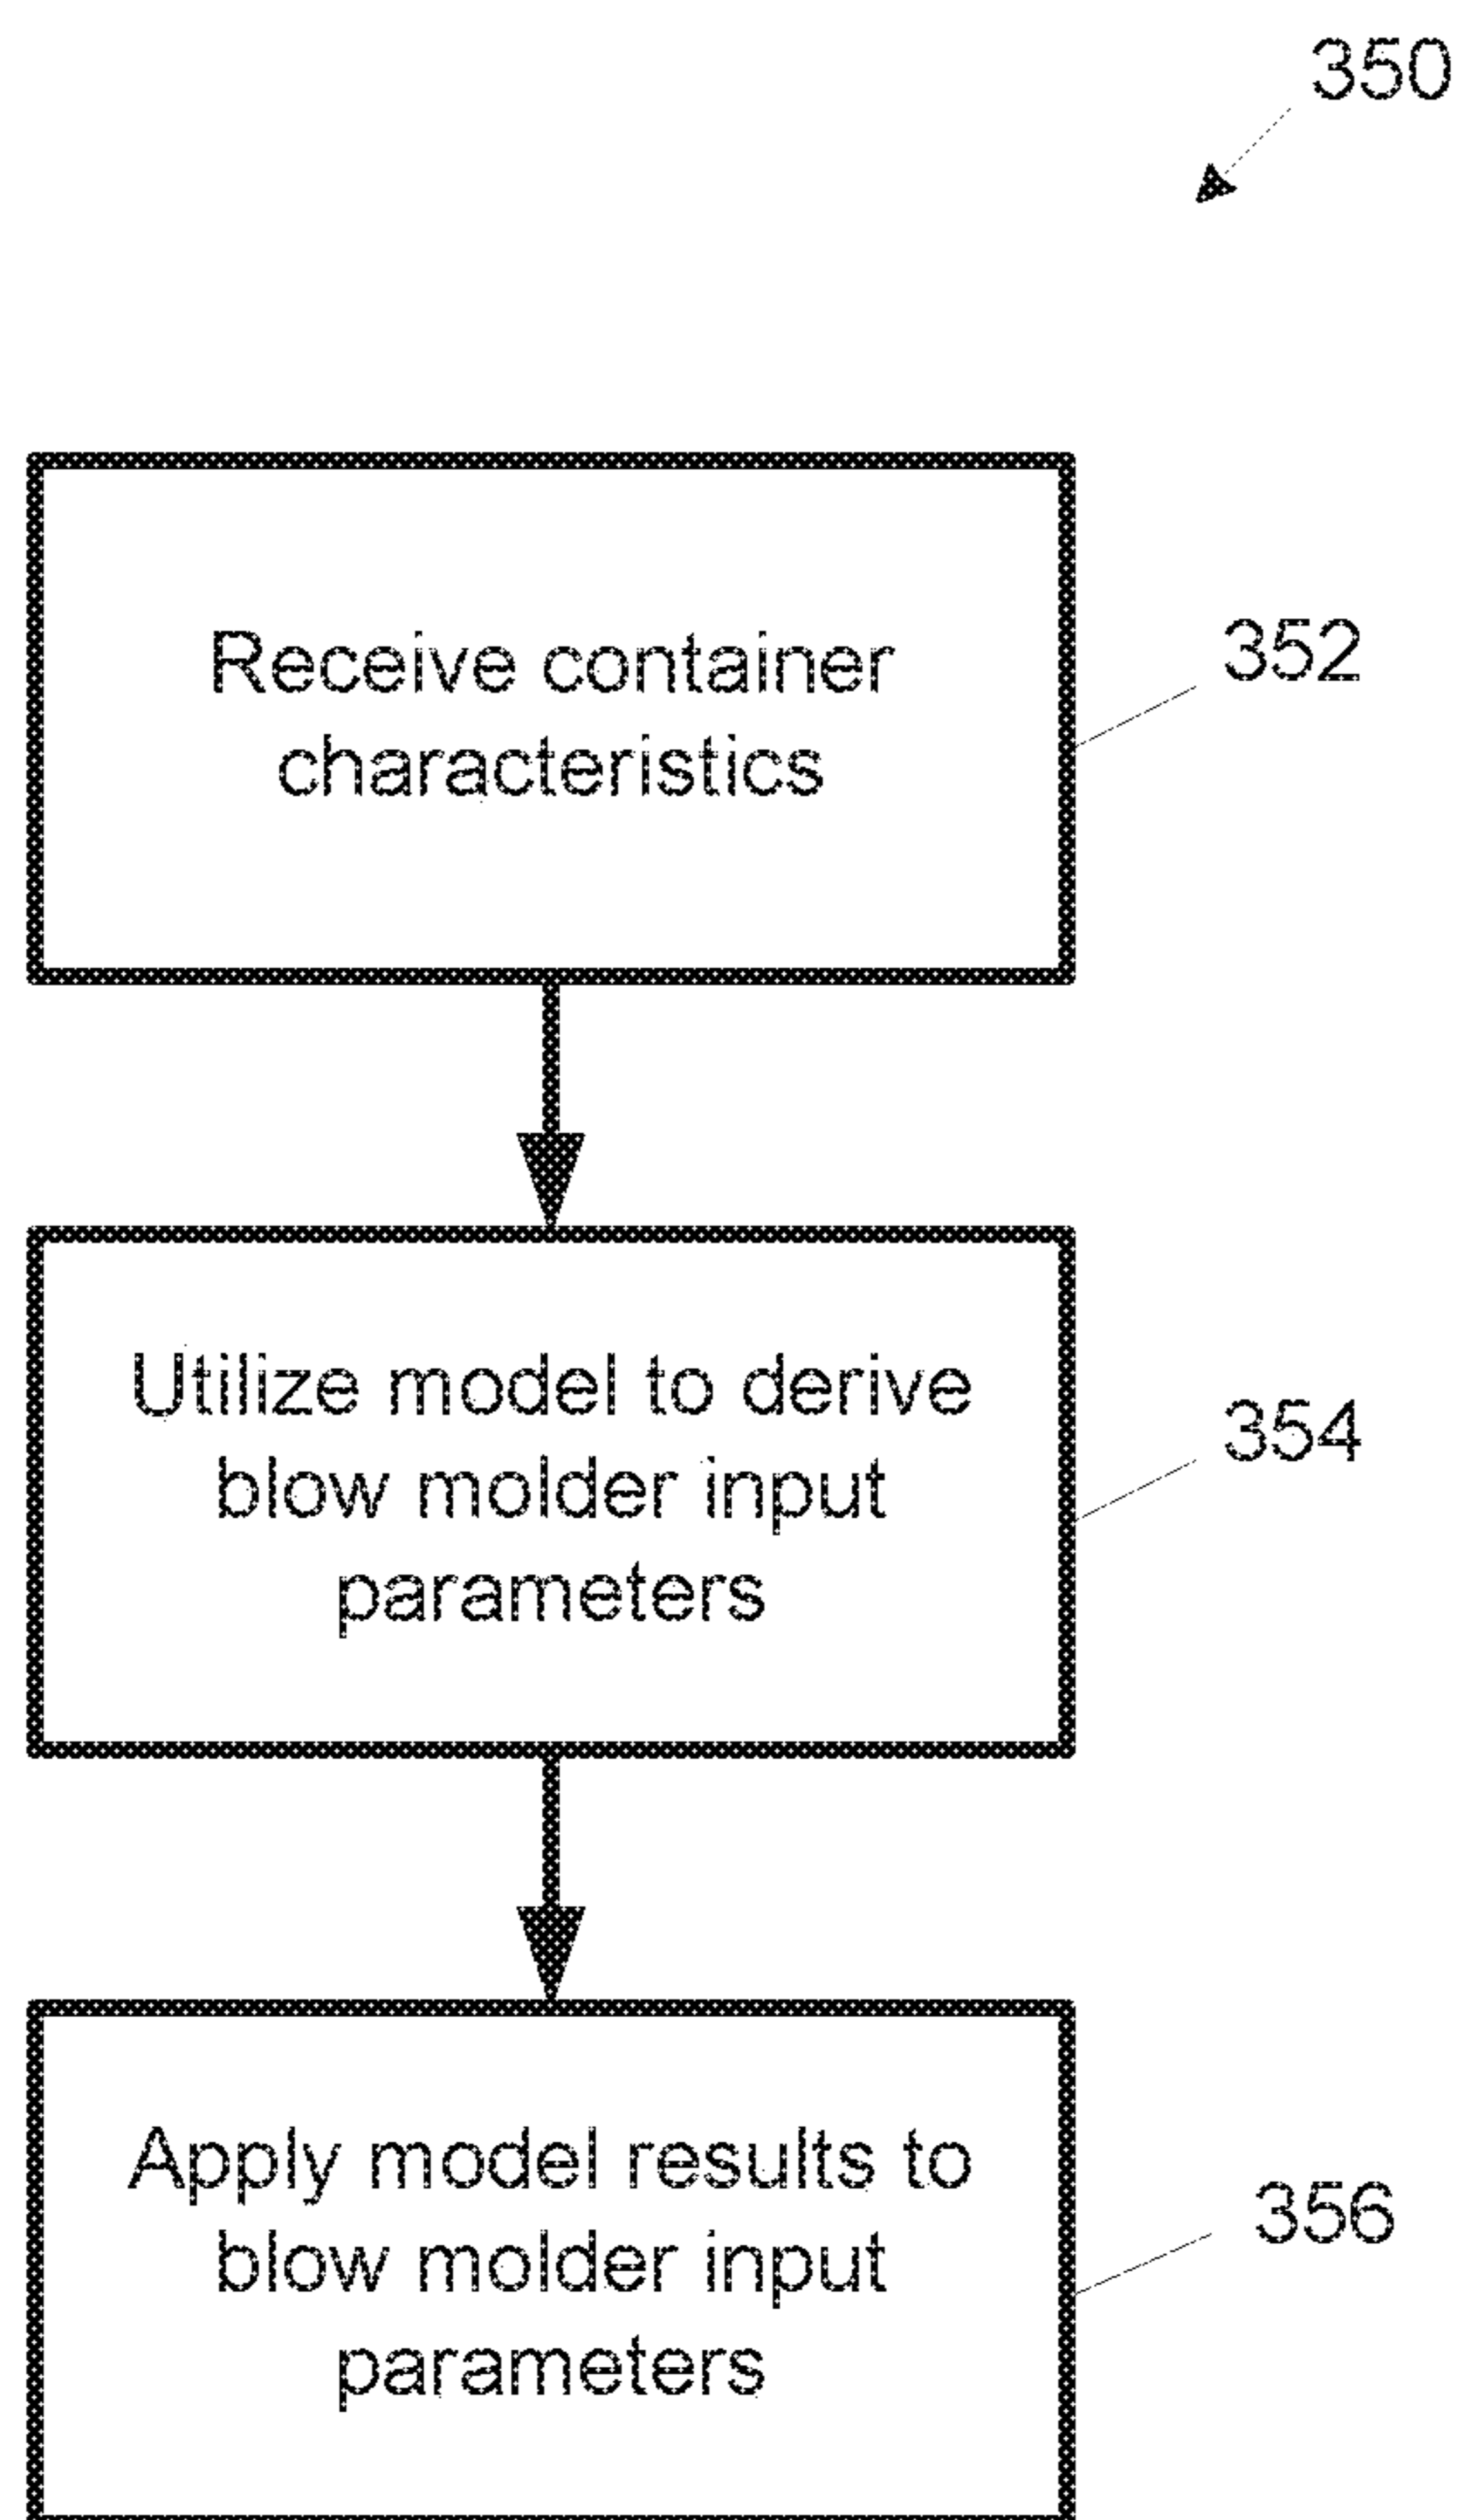 350
Receive container
characteristics
352
Utilize model to derive
blow molder input
parameters
354
Apply model results to
blow molder input
parameters
356